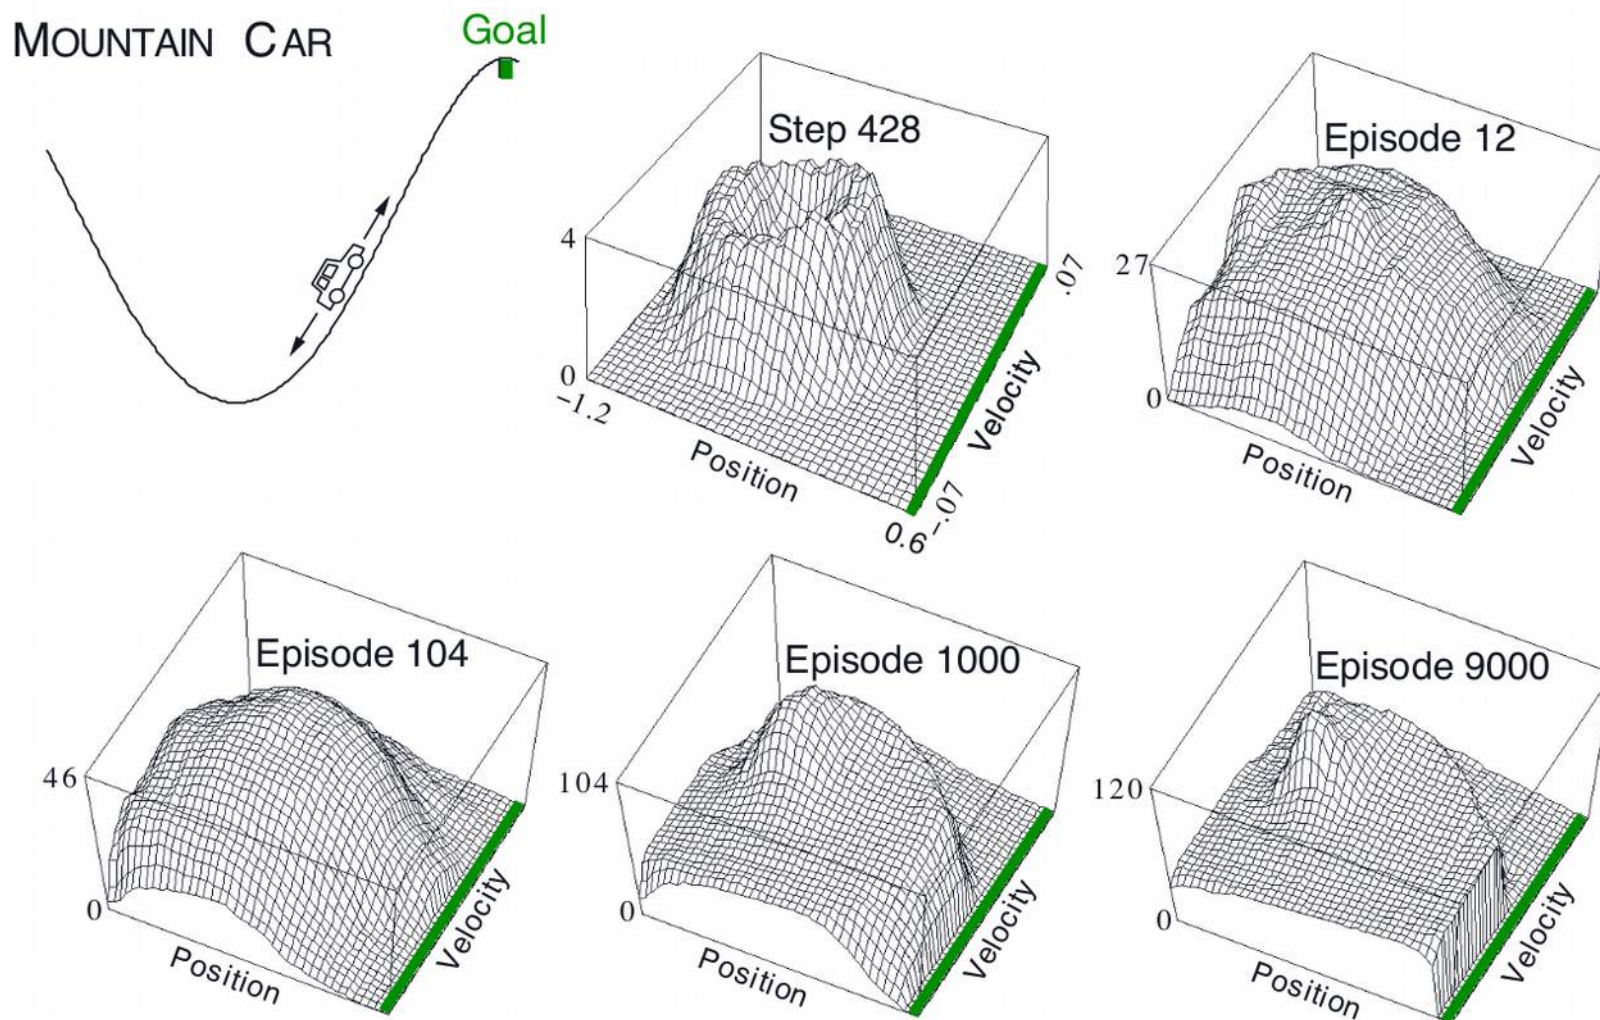 MOUNTAIN CAR
Goal
Step 428
4
0
-1.2
Position
0.6
-.07
Velocity
.07
Episode 12
27
0
Position
Velocity
Episode 104
46
0
Position
Velocity
Episode 1000
104
0
Position
Velocity
Episode 9000
120
0
Position
Velocity